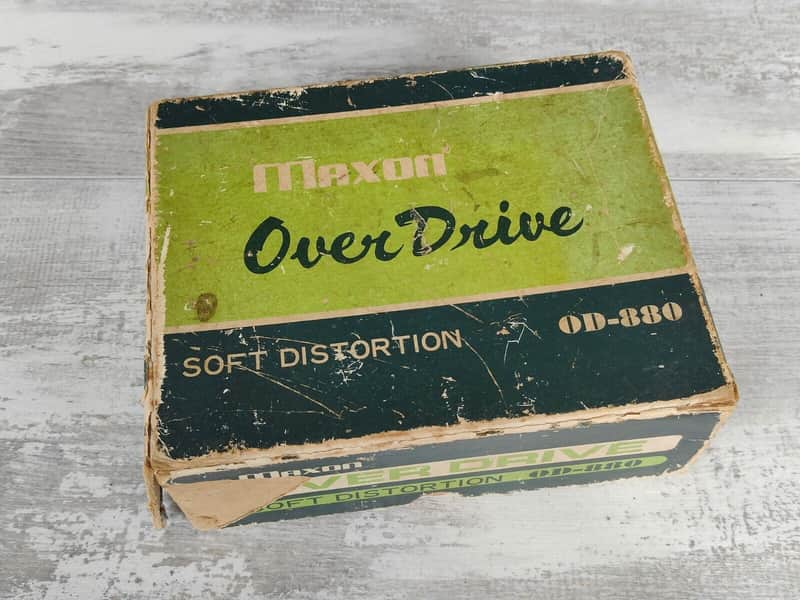 maxon
Over Drive
SOFT DISTORTION
OD-880
maxon
OVER DRIVE
SOFT DISTORTION OD-880